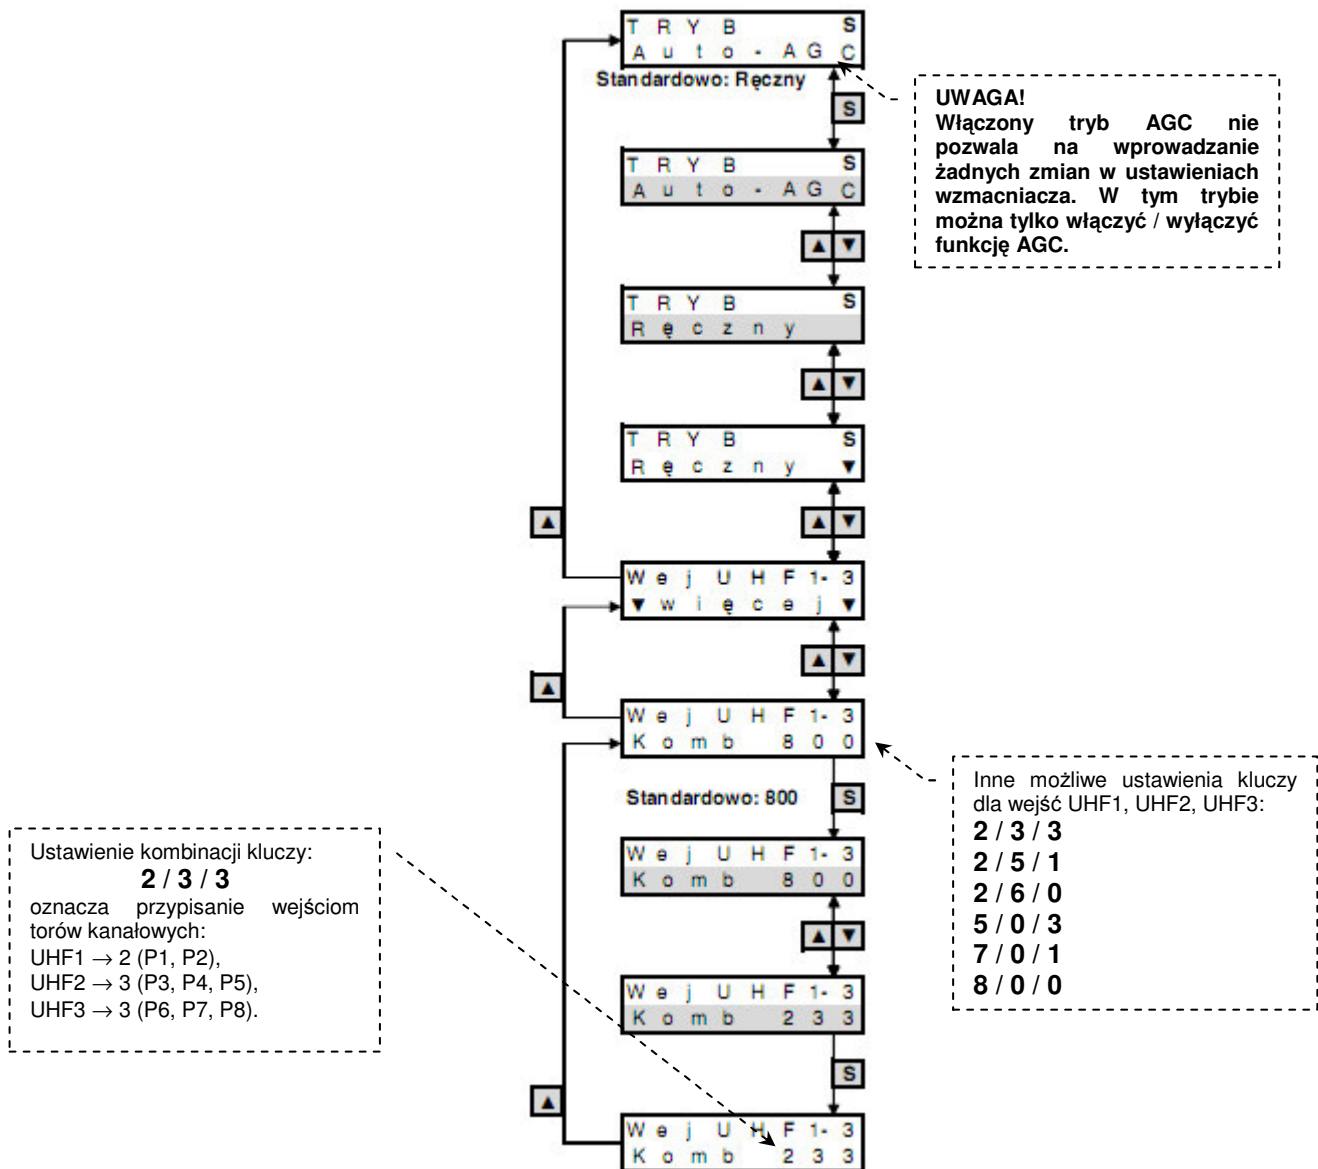 T R Y B S
A u t o - A G C
Standardowo: Ręczny
S
UWAGA!
Włączony tryb AGC nie
pozwala na wprowadzanie
żadnych zmian w ustawieniach
wzmacniacza. W tym trybie
można tylko włączyć / wyłączyć
funkcję AGC.
T R Y B S
A u t o - A G C
▲ ▼
T R Y B S
R ę c z n y
▲ ▼
T R Y B S
R ę c z n y ▼
▲
▲ ▼
W e j U H F 1 - 3
▼ w i ę c e j ▼
▲ ▼
▲
W e j U H F 1 - 3
K o m b 8 0 0
Standardowo: 800
S
Inne możliwe ustawienia kluczy
dla wejść UHF1, UHF2, UHF3:
2 / 3 / 3
2 / 5 / 1
2 / 6 / 0
5 / 0 / 3
7 / 0 / 1
8 / 0 / 0
Ustawienie kombinacji kluczy:
2 / 3 / 3
oznacza przypisanie wejściom
torów kanałowych:
UHF1 → 2 (P1, P2),
UHF2 → 3 (P3, P4, P5),
UHF3 → 3 (P6, P7, P8).
W e j U H F 1 - 3
K o m b 8 0 0
▲ ▼
W e j U H F 1 - 3
K o m b 2 3 3
S
▲
W e j U H F 1 - 3
K o m b 2 3 3